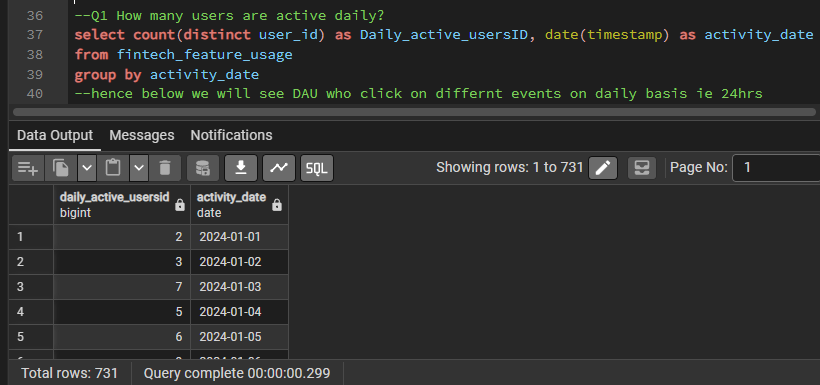 36 --Q1 How many users are active daily?
37 select count(distinct user_id) as Daily_active_usersID, date(timestamp) as activity_date
38 from fintech_feature_usage
39 group by activity_date
40 --hence below we will see DAU who click on differnt events on daily basis ie 24hrs
Data Output Messages Notifications
SQL Showing rows: 1 to 731 Page No: 1
daily_active_usersid activity_date
bigint date
1 2 2024-01-01
2 3 2024-01-02
3 7 2024-01-03
4 5 2024-01-04
5 6 2024-01-05
Total rows: 731 Query complete 00:00:00.299